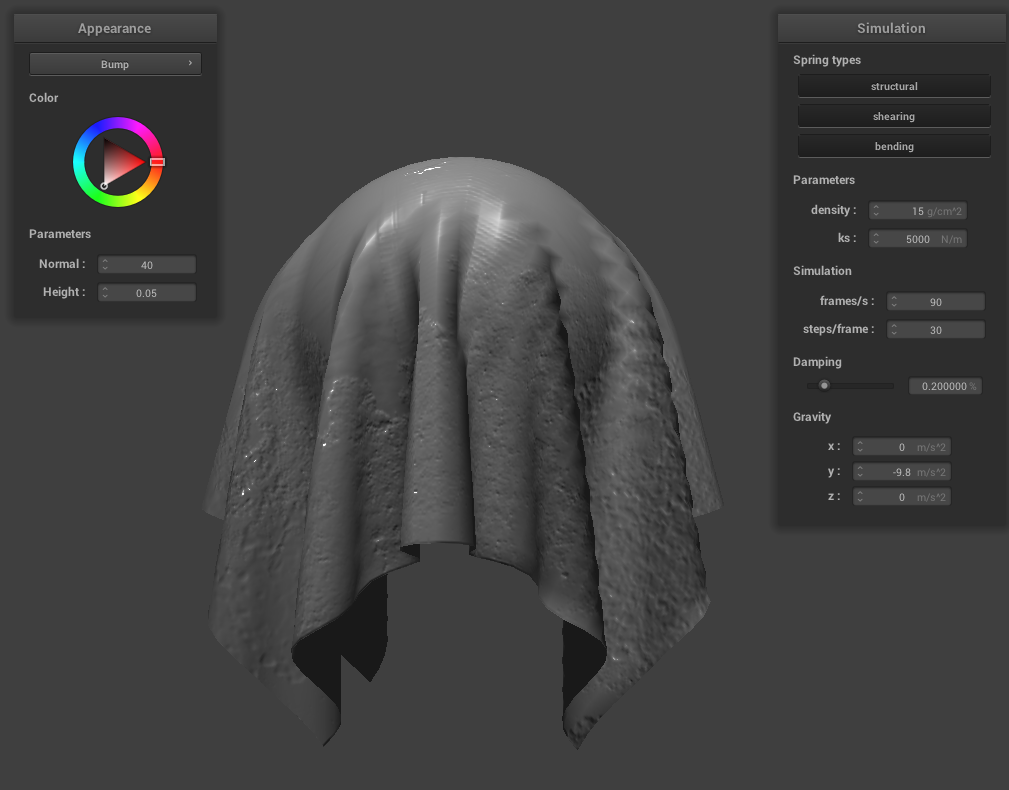 Appearance
Bump
Color
Parameters
Normal : 40
Height : 0.05
Simulation
Spring types
structural
shearing
bending
Parameters
density : 15 g/cm^2
ks : 5000 N/m
Simulation
frames/s : 90
steps/frame : 30
Damping
0.200000 %
Gravity
x : 0 m/s^2
y : -9.8 m/s^2
z : 0 m/s^2